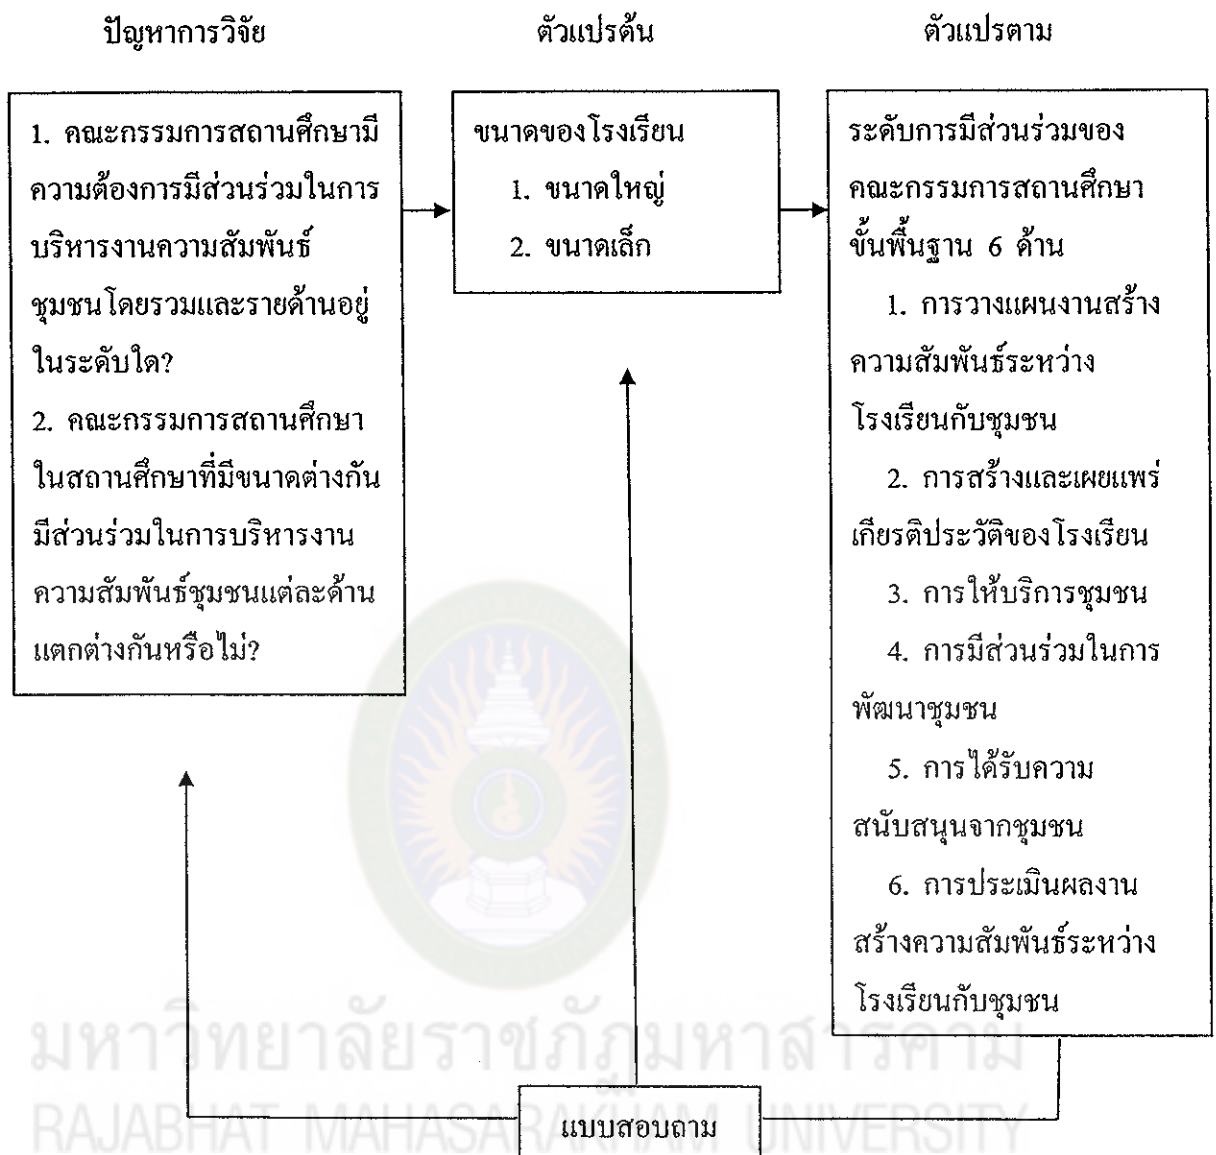 ปัญหาการวิจัย
ตัวแปรต้น
ตัวแปรตาม
1. คณะกรรมการสถานศึกษามี
ความต้องการมีส่วนร่วมในการ
บริหารงานความสัมพันธ์
ชุมชนโดยรวมและรายด้านอยู่
ในระดับใด?
2. คณะกรรมการสถานศึกษา
ในสถานศึกษาที่มีขนาดต่างกัน
มีส่วนร่วมในการบริหารงาน
ความสัมพันธ์ชุมชนแต่ละด้าน
แตกต่างกันหรือไม่?
ขนาดของโรงเรียน
1. ขนาดใหญ่
2. ขนาดเล็ก
ระดับการมีส่วนร่วมของ
คณะกรรมการสถานศึกษา
ขั้นพื้นฐาน 6 ด้าน
1. การวางแผนงานสร้าง
ความสัมพันธ์ระหว่าง
โรงเรียนกับชุมชน
2. การสร้างและเผยแพร่
เกียรติประวัติของโรงเรียน
3. การให้บริการชุมชน
4. การมีส่วนร่วมในการ
พัฒนาชุมชน
5. การได้รับความ
สนับสนุนจากชุมชน
6. การประเมินผลงาน
สร้างความสัมพันธ์ระหว่าง
โรงเรียนกับชุมชน
มหาวิทยาลัยราชภัฏมหาสารคาม
RAJABHAT MAHASARAKHAM UNIVERSITY
แบบสอบถาม